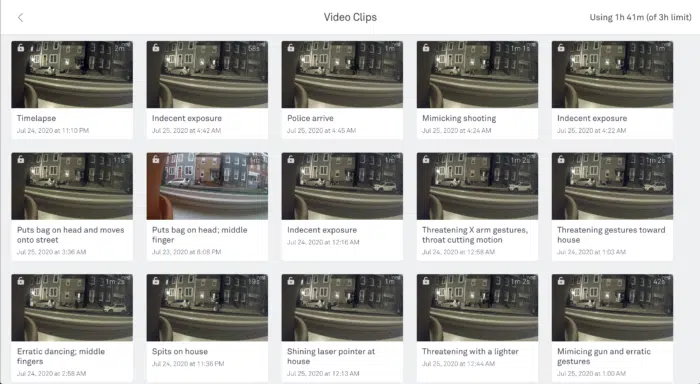 Video Clips
Using 1h 41m (of 3h limit)
2m
58s
1m
1m 1s
1m
Timelapse
Indecent exposure
Police arrive
Mimicking shooting
Indecent exposure
Jul 24, 2020 at 11:10 PM
Jul 25, 2020 at 4:42 AM
Jul 25, 2020 at 4:45 AM
Jul 25, 2020 at 4:24 AM
Jul 25, 2020 at 4:22 AM
11s
1m
1m
1m 2s
1m 2s
Puts bag on head and moves
onto street
Puts bag on head; middle
finger
Indecent exposure
Threatening X arm gestures,
throat cutting motion
Threatening gestures toward
house
Jul 25, 2020 at 3:36 AM
Jul 23, 2020 at 8:08 PM
Jul 24, 2020 at 12:16 AM
Jul 24, 2020 at 12:58 AM
Jul 24, 2020 at 1:03 AM
1m 2s
19s
1m
1m
42s
Erratic dancing; middle
fingers
Spits on house
Shining laser pointer at
house
Threatening with a lighter
Mimicing gun and erratic
gestures
Jul 24, 2020 at 2:58 AM
Jul 24, 2020 at 11:36 PM
Jul 25, 2020 at 12:13 AM
Jul 25, 2020 at 12:44 AM
Jul 25, 2020 at 1:00 AM